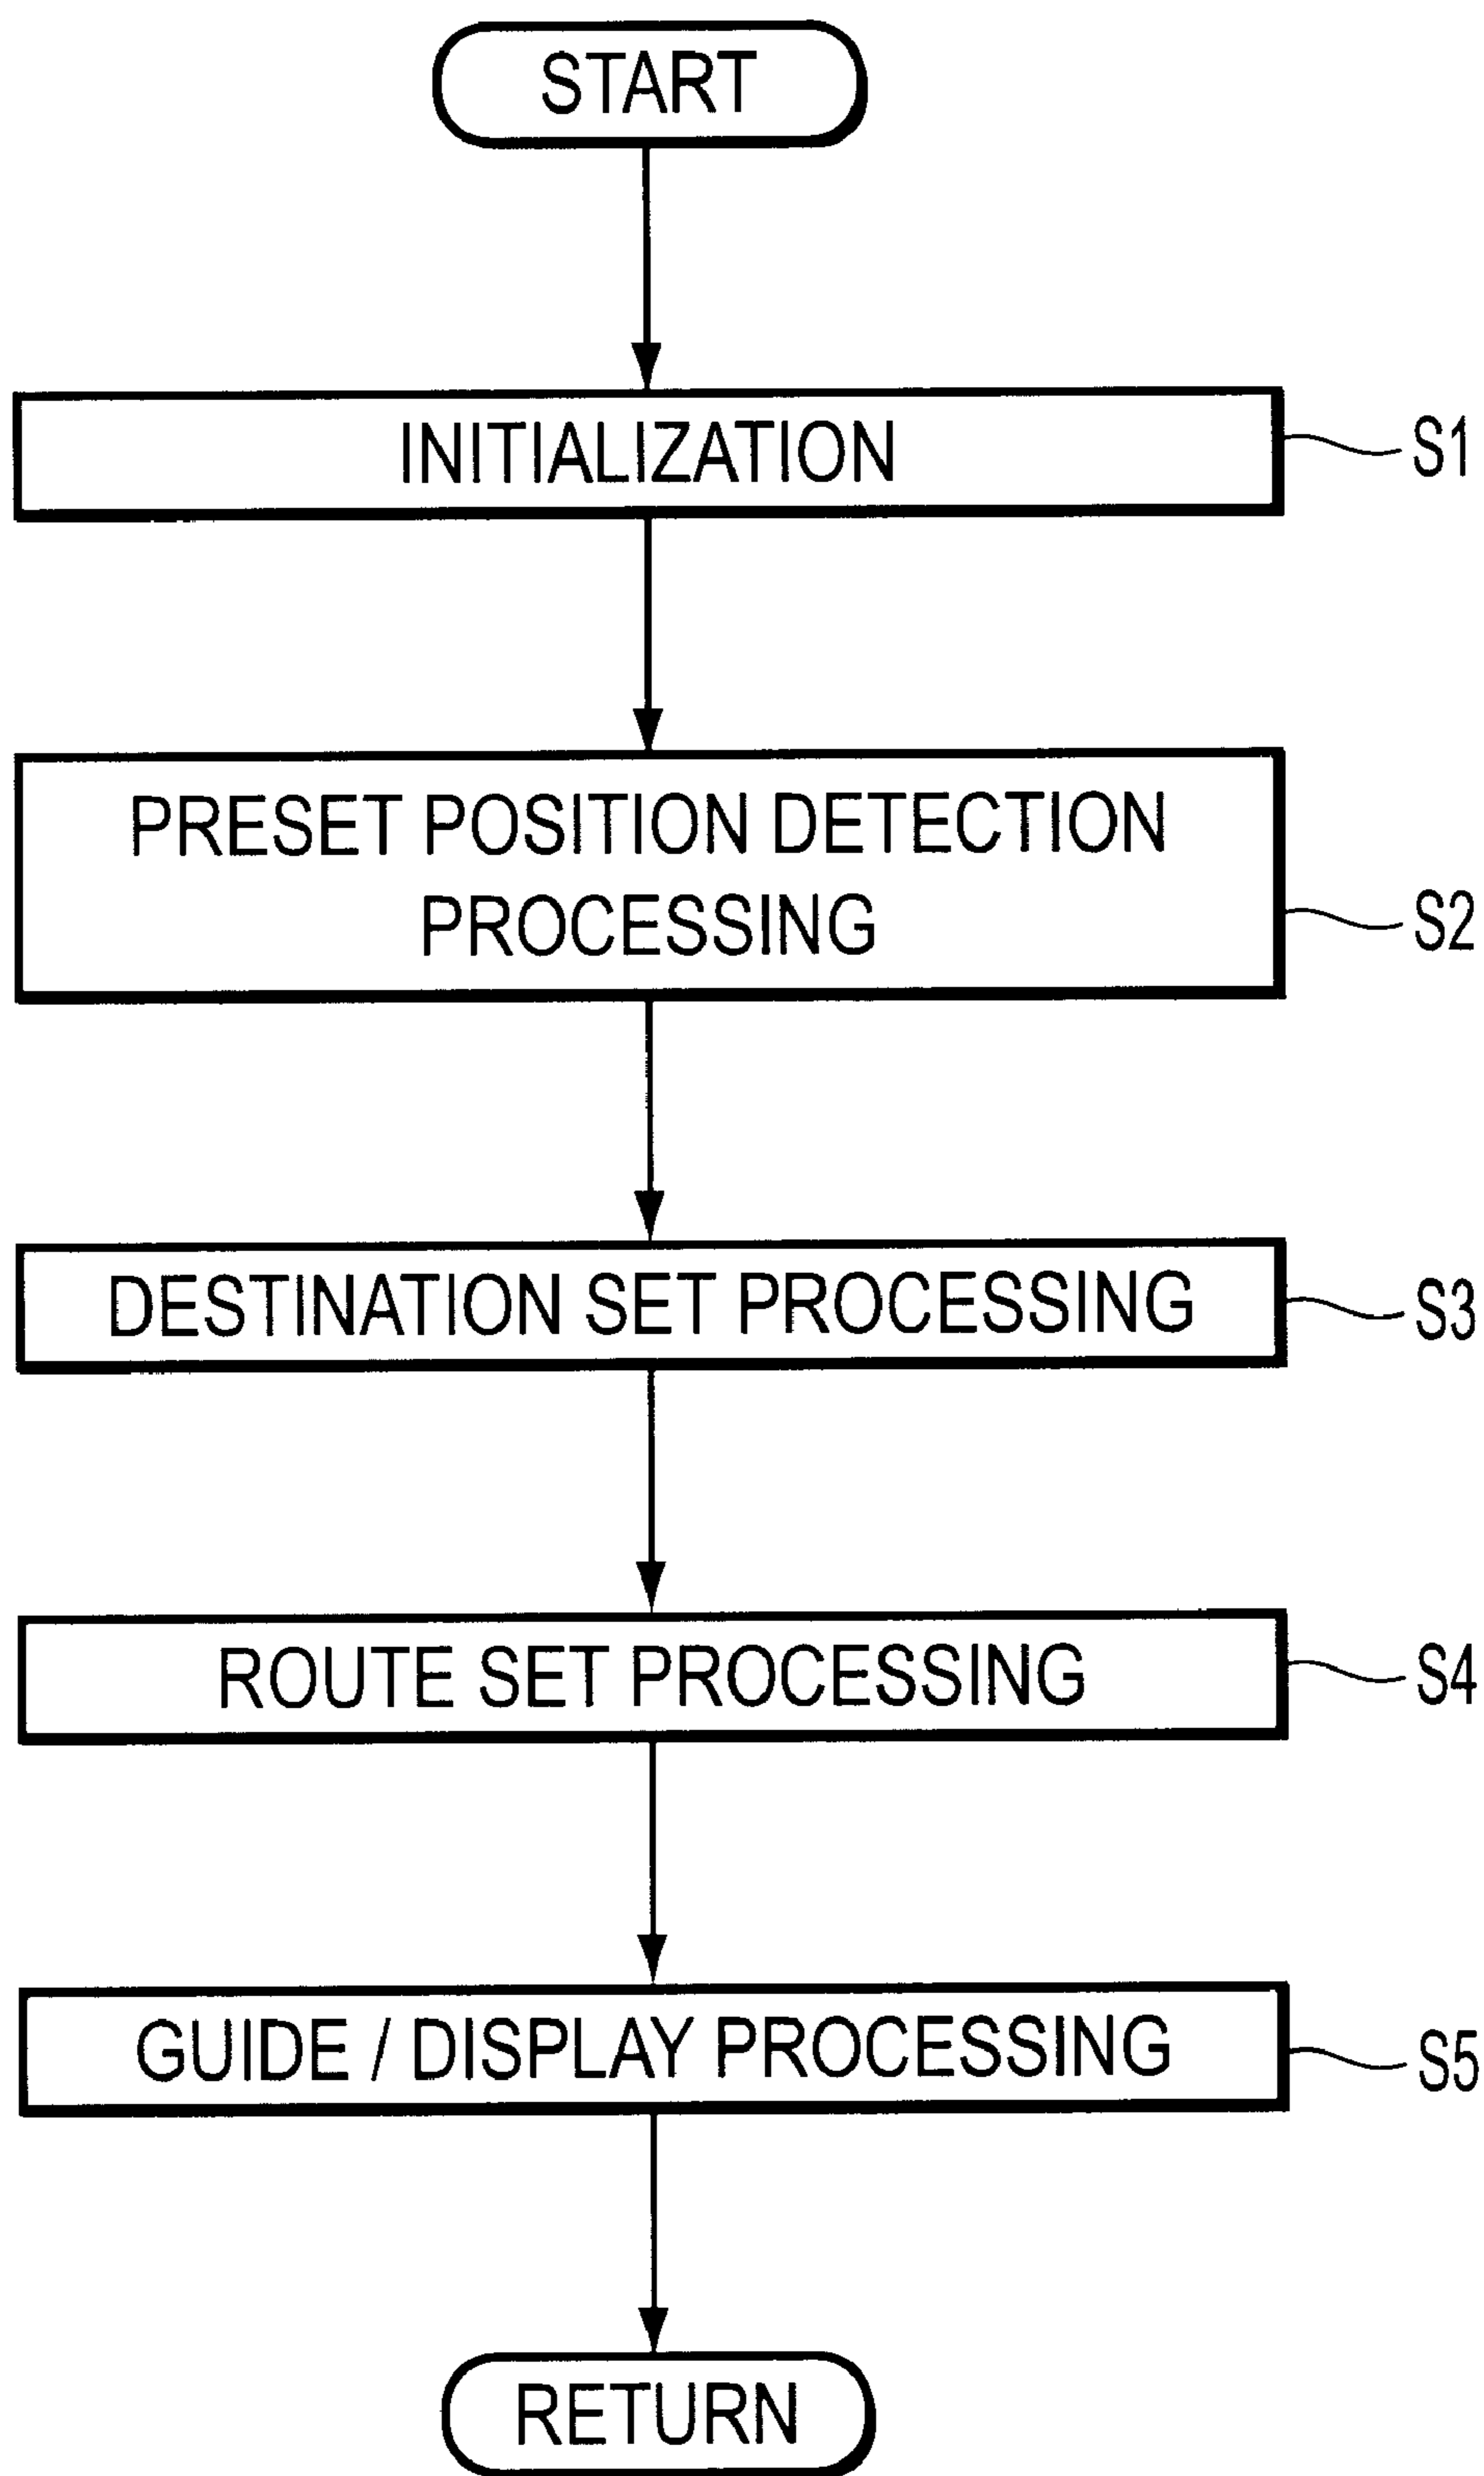 START
INITIALIZATION
S1
PRESET POSITION DETECTION
PROCESSING
S2
DESTINATION SET PROCESSING
S3
ROUTE SET PROCESSING
S4
GUIDE / DISPLAY PROCESSING
S5
RETURN